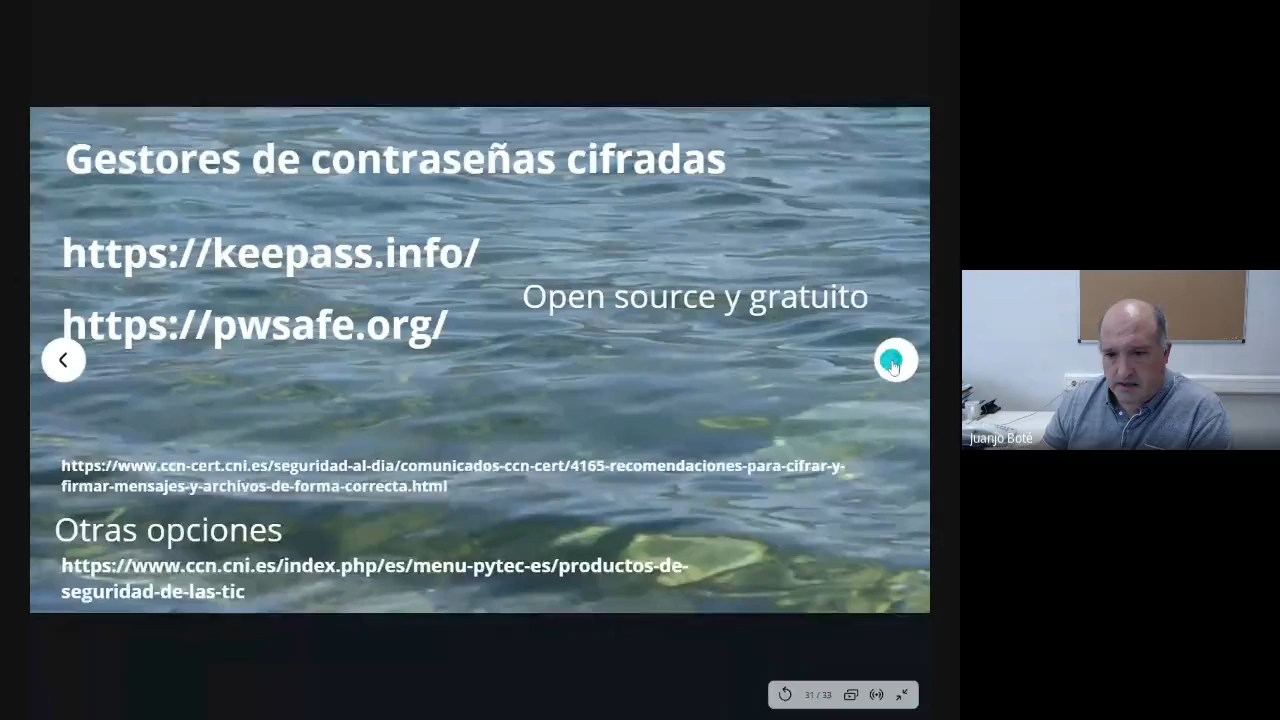 Gestores de contraseñas cifradas
https://keepass.info/
Open source y gratuito
https://pwsafe.org/
https://www.ccn-cert.cni.es/seguridad-al-dia/comunicados-ccn-cert/4165-recomendaciones-para-cifrar-y-
firmar-mensajes-y-archivos-de-forma-correcta.html
Otras opciones
https://www.ccn.cni.es/index.php/es/menu-pytec-es/productos-de-
seguridad-de-las-tic
31 / 33
Juanjo Boté